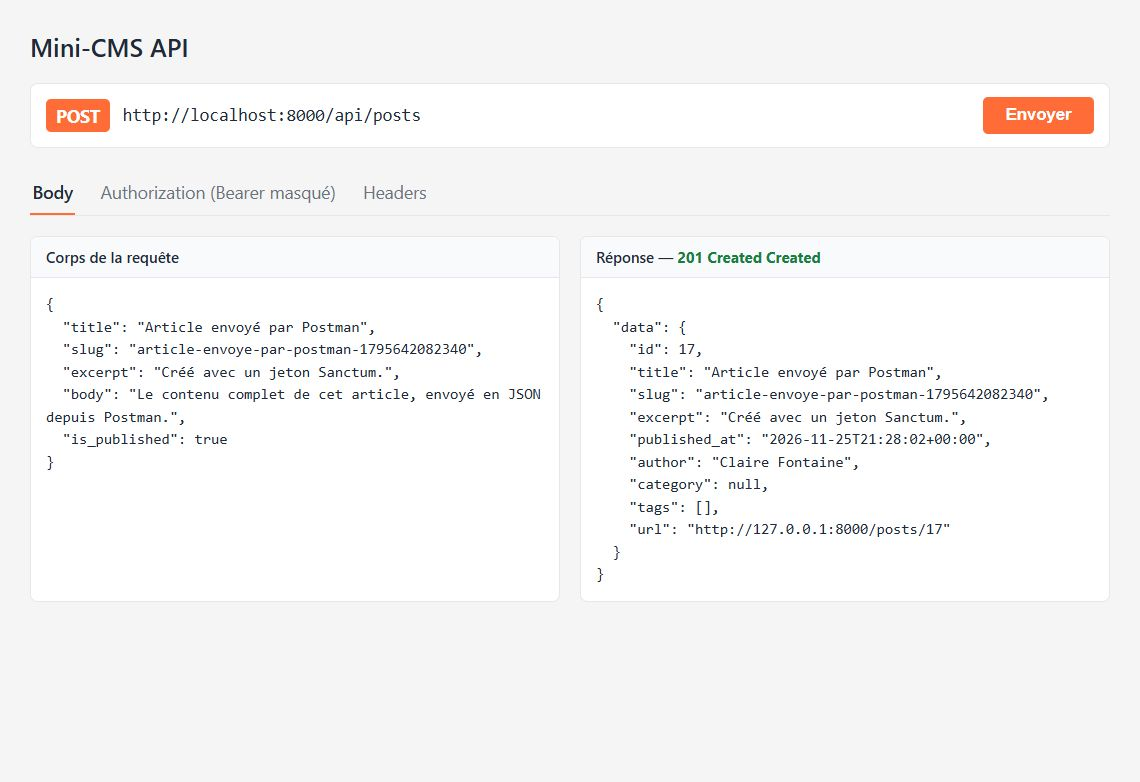 Mini-CMS API
POST http://localhost:8000/api/posts Envoyer
Body Authorization (Bearer masqué) Headers
Corps de la requête
{
  "title": "Article envoyé par Postman",
  "slug": "article-envoye-par-postman-1795642082340",
  "excerpt": "Créé avec un jeton Sanctum.",
  "body": "Le contenu complet de cet article, envoyé en JSON
depuis Postman.",
  "is_published": true
}
Réponse — 201 Created Created
{
  "data": {
    "id": 17,
    "title": "Article envoyé par Postman",
    "slug": "article-envoye-par-postman-1795642082340",
    "excerpt": "Créé avec un jeton Sanctum.",
    "published_at": "2026-11-25T21:28:02+00:00",
    "author": "Claire Fontaine",
    "category": null,
    "tags": [],
    "url": "http://127.0.0.1:8000/posts/17"
  }
}